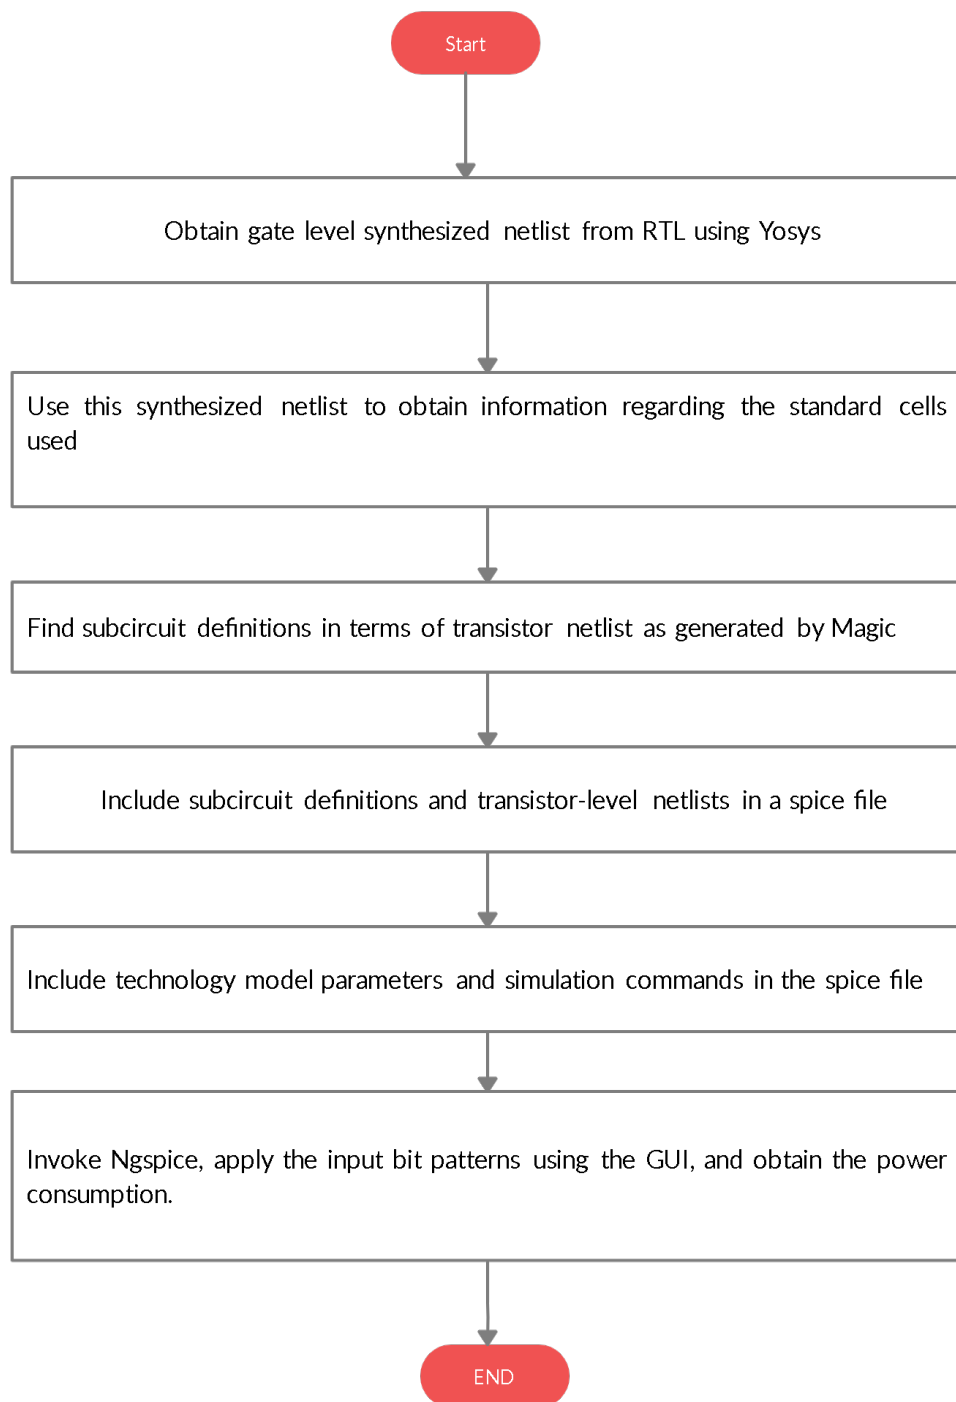 Start
Obtain gate level synthesized netlist from RTL using Yosys
Use this synthesized netlist to obtain information regarding the standard cells
used
Find subcircuit definitions in terms of transistor netlist as generated by Magic
Include subcircuit definitions and transistor-level netlists in a spice file
Include technology model parameters and simulation commands in the spice file
Invoke Ngspice, apply the input bit patterns using the GUI, and obtain the power
consumption.
END